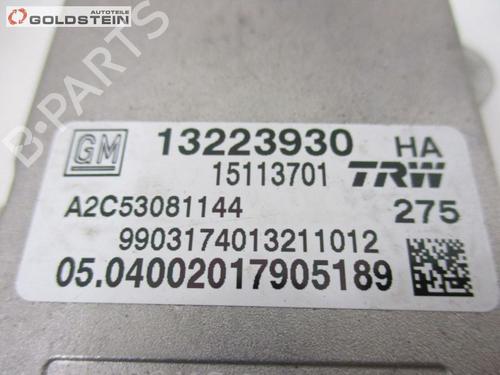 AUTOTEILE
GOLDSTEIN
B-PARTS
GM 13223930 HA
15113701 TRW
A2C53081144 275
9903174013211012
05.04002017905189